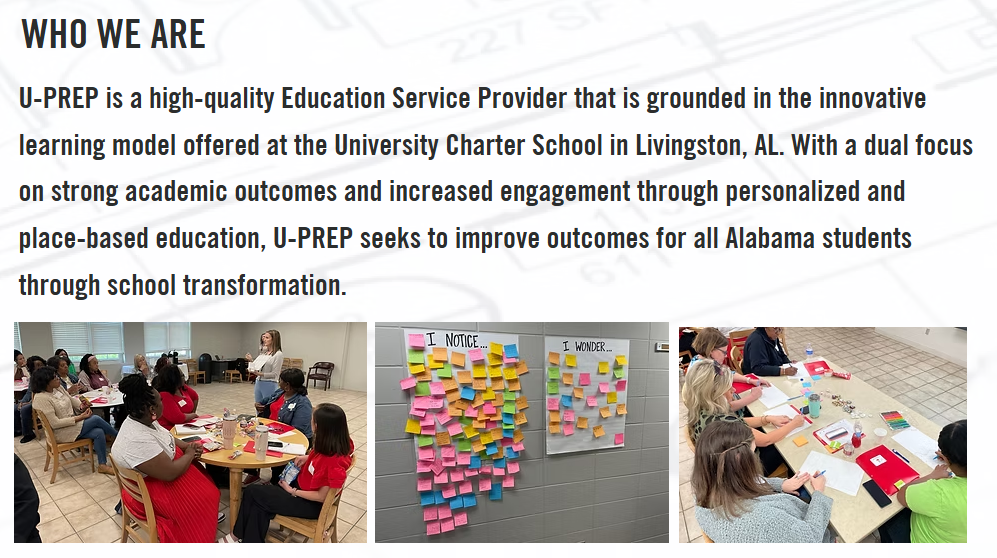 WHO WE ARE
U-PREP is a high-quality Education Service Provider that is grounded in the innovative
learning model offered at the University Charter School in Livingston, AL. With a dual focus
on strong academic outcomes and increased engagement through personalized and
place-based education, U-PREP seeks to improve outcomes for all Alabama students
through school transformation.
I NOTICE...
I WONDER...
227 SF